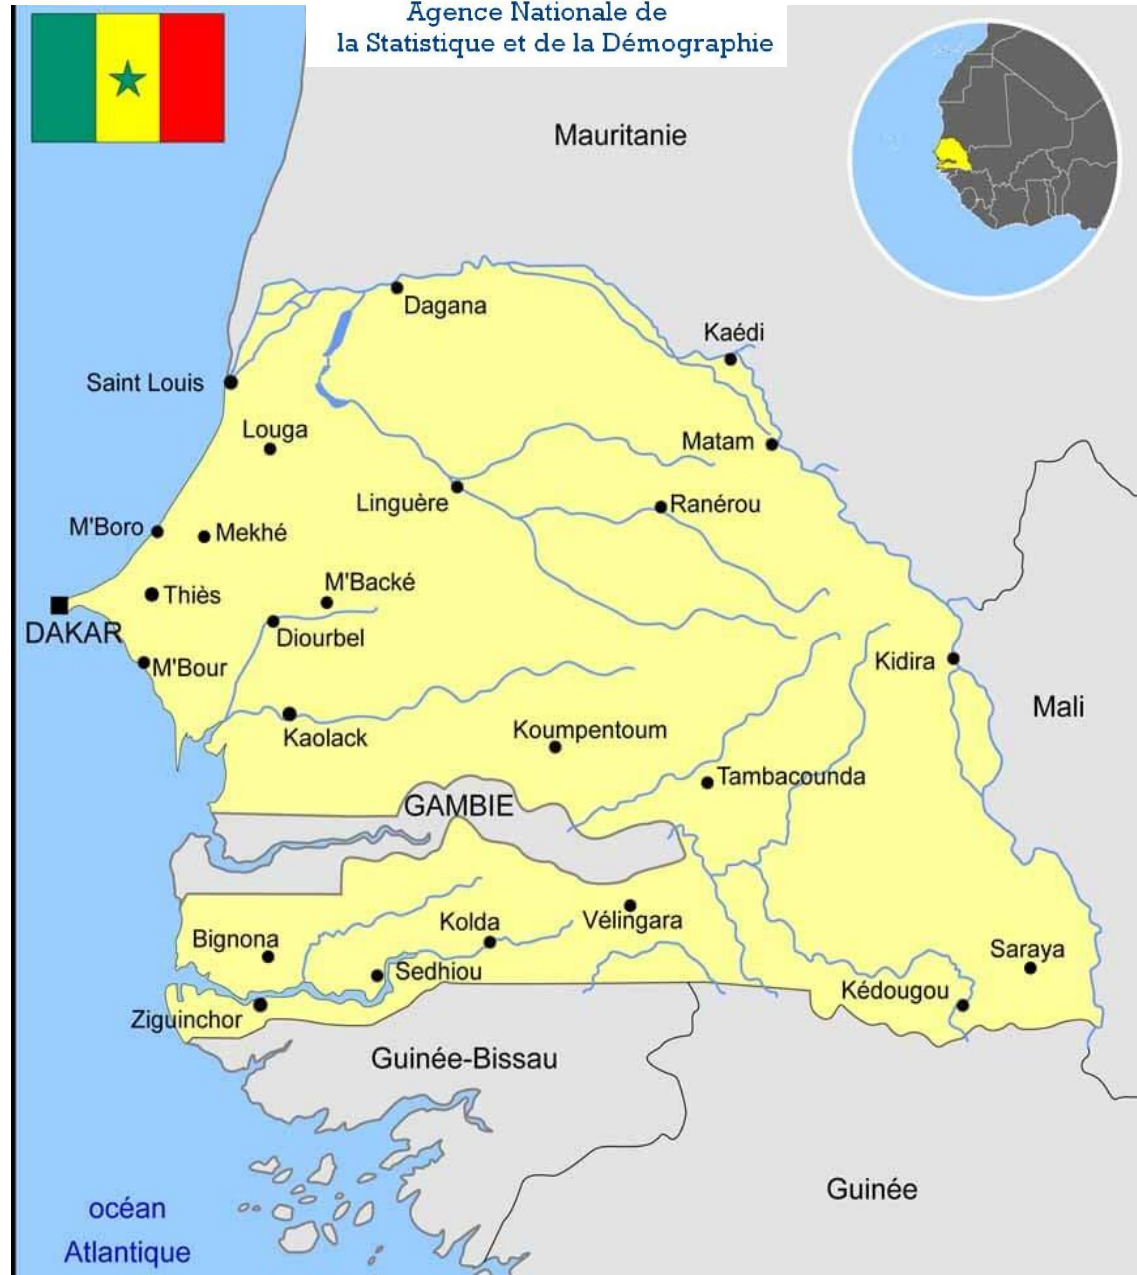 Agence Nationale de
la Statistique et de la Démographie
Mauritanie
Dagana
Kaédi
Saint Louis
Louga
Matam
Linguère
Ranérou
M'Boro
Mekhé
M'Backé
Thiès
DAKAR
Diourbel
M'Bour
Kidira
Mali
Kaolack
Koumpentoum
Tambacounda
GAMBIE
Kolda
Vélingara
Bignona
Saraya
Sedhiou
Kédougou
Ziguinchor
Guinée-Bissau
Guinée
océan
Atlantique